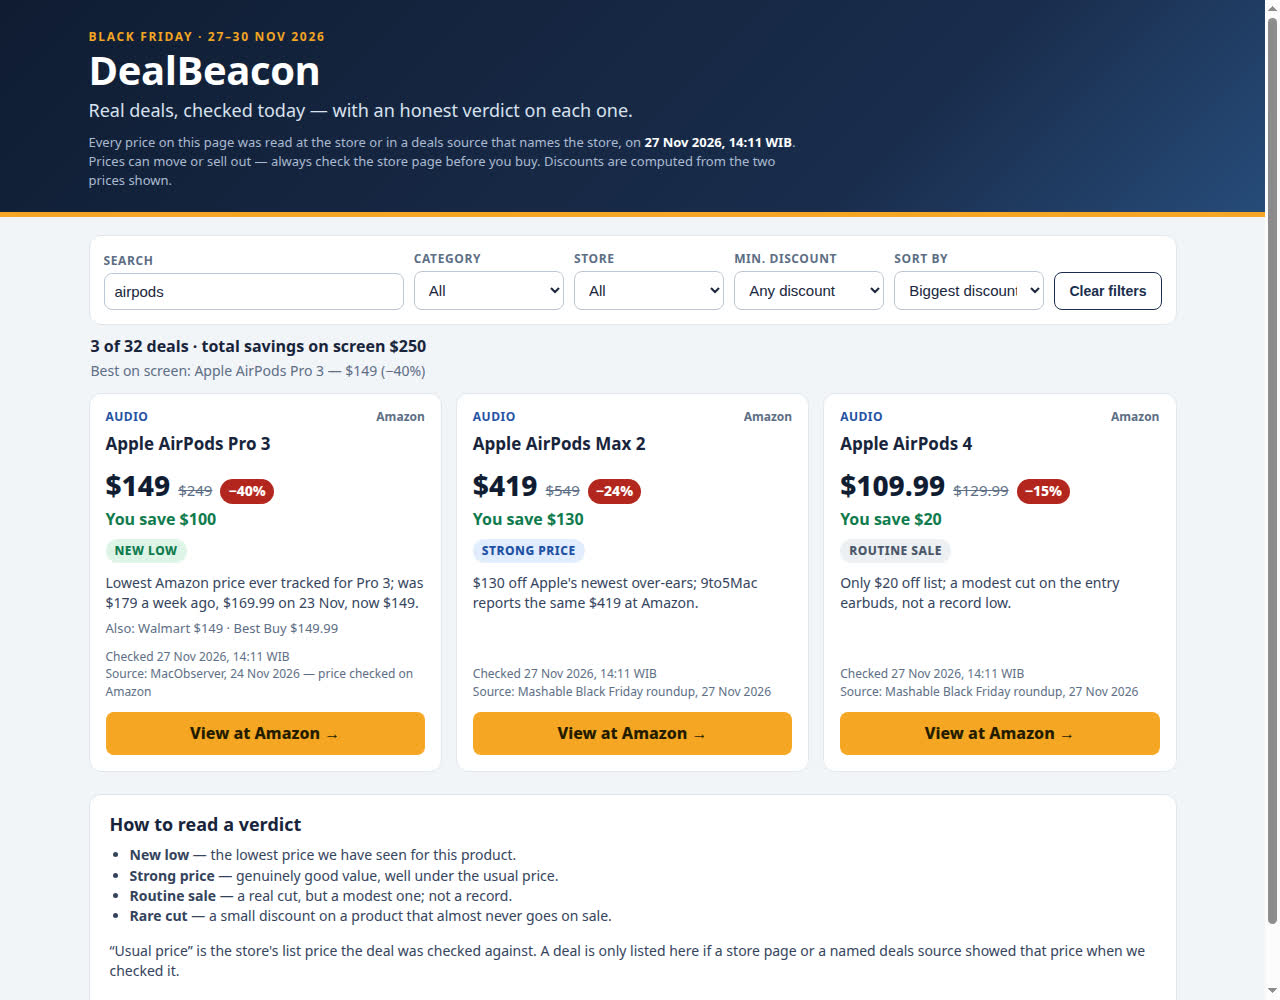 BLACK FRIDAY · 27–30 NOV 2026
DealBeacon
Real deals, checked today — with an honest verdict on each one.
Every price on this page was read at the store or in a deals source that names the store, on 27 Nov 2026, 14:11 WIB.
Prices can move or sell out — always check the store page before you buy. Discounts are computed from the two
prices shown.
SEARCH
airpods
CATEGORY
All
STORE
All
MIN. DISCOUNT
Any discount
SORT BY
Biggest discount
Clear filters
3 of 32 deals · total savings on screen $250
Best on screen: Apple AirPods Pro 3 — $149 (−40%)
AUDIO
Amazon
Apple AirPods Pro 3
$149 $249 −40%
You save $100
NEW LOW
Lowest Amazon price ever tracked for Pro 3; was
$179 a week ago, $169.99 on 23 Nov, now $149.
Also: Walmart $149 · Best Buy $149.99
Checked 27 Nov 2026, 14:11 WIB
Source: MacObserver, 24 Nov 2026 — price checked on
Amazon
View at Amazon →
AUDIO
Amazon
Apple AirPods Max 2
$419 $549 −24%
You save $130
STRONG PRICE
$130 off Apple's newest over-ears; 9to5Mac
reports the same $419 at Amazon.
Checked 27 Nov 2026, 14:11 WIB
Source: Mashable Black Friday roundup, 27 Nov 2026
View at Amazon →
AUDIO
Amazon
Apple AirPods 4
$109.99 $129.99 −15%
You save $20
ROUTINE SALE
Only $20 off list; a modest cut on the entry
earbuds, not a record low.
Checked 27 Nov 2026, 14:11 WIB
Source: Mashable Black Friday roundup, 27 Nov 2026
View at Amazon →
How to read a verdict
• New low — the lowest price we have seen for this product.
• Strong price — genuinely good value, well under the usual price.
• Routine sale — a real cut, but a modest one; not a record.
• Rare cut — a small discount on a product that almost never goes on sale.
“Usual price” is the store's list price the deal was checked against. A deal is only listed here if a store page or a named deals source showed that price when we
checked it.